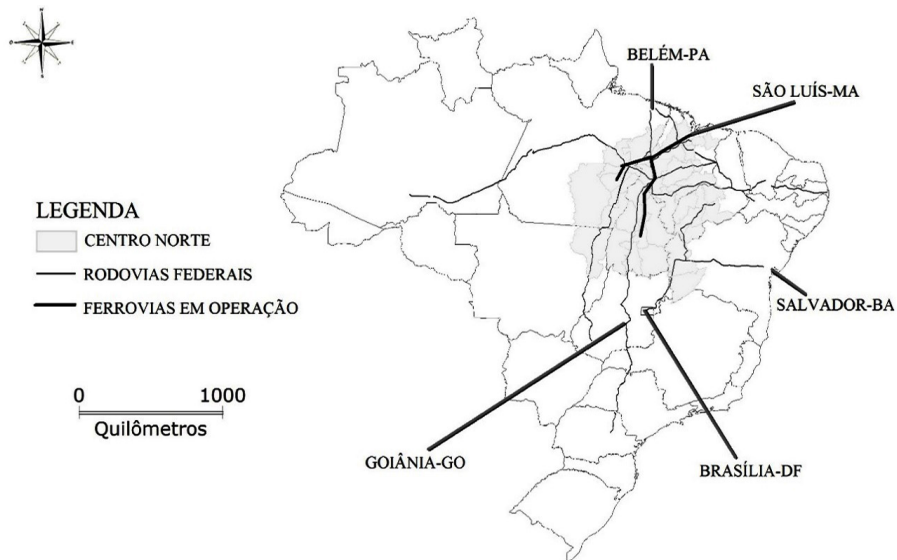 BELÉM-PA
SÃO LUÍS-MA
LEGENDA
CENTRO NORTE
RODOVIAS FEDERAIS
FERROVIAS EM OPERAÇÃO
SALVADOR-BA
0 1000
Quilômetros
GOIÂNIA-GO
BRASÍLIA-DF